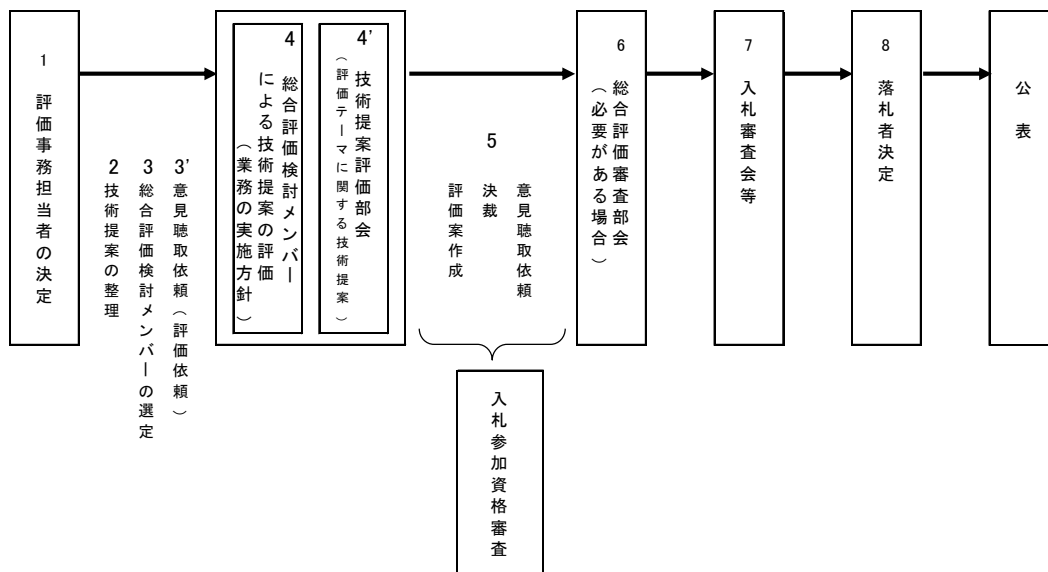 1
評価事務担当者の決定
2
技術提案の整理
3
総合評価検討メンバーの選定
3'
意見聴取依頼(評価依頼)
4
総合評価検討メンバー
による技術提案の評価
(業務の実施方針)
4'
技術提案評価部会
(評価テーマに関する技術提案)
5
評価案作成
決裁
意見聴取依頼
入札参加資格審査
6
総合評価審査部会
(必要がある場合)
7
入札審査会等
8
落札者決定
公表